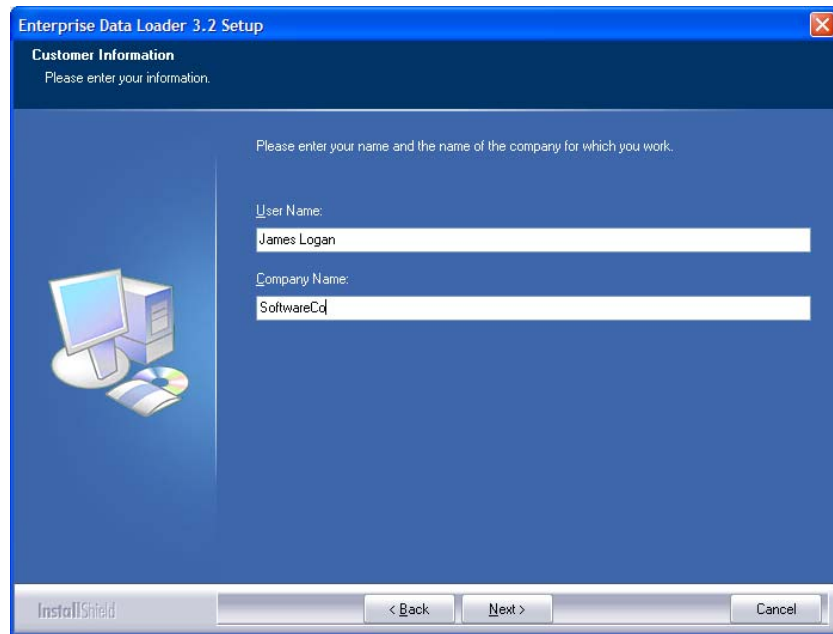 Enterprise Data Loader 3.2 Setup
Customer Information
Please enter your information.
Please enter your name and the name of the company for which you work.
User Name:
James Logan
Company Name:
SoftwareCo
InstallShield
< Back
Next >
Cancel